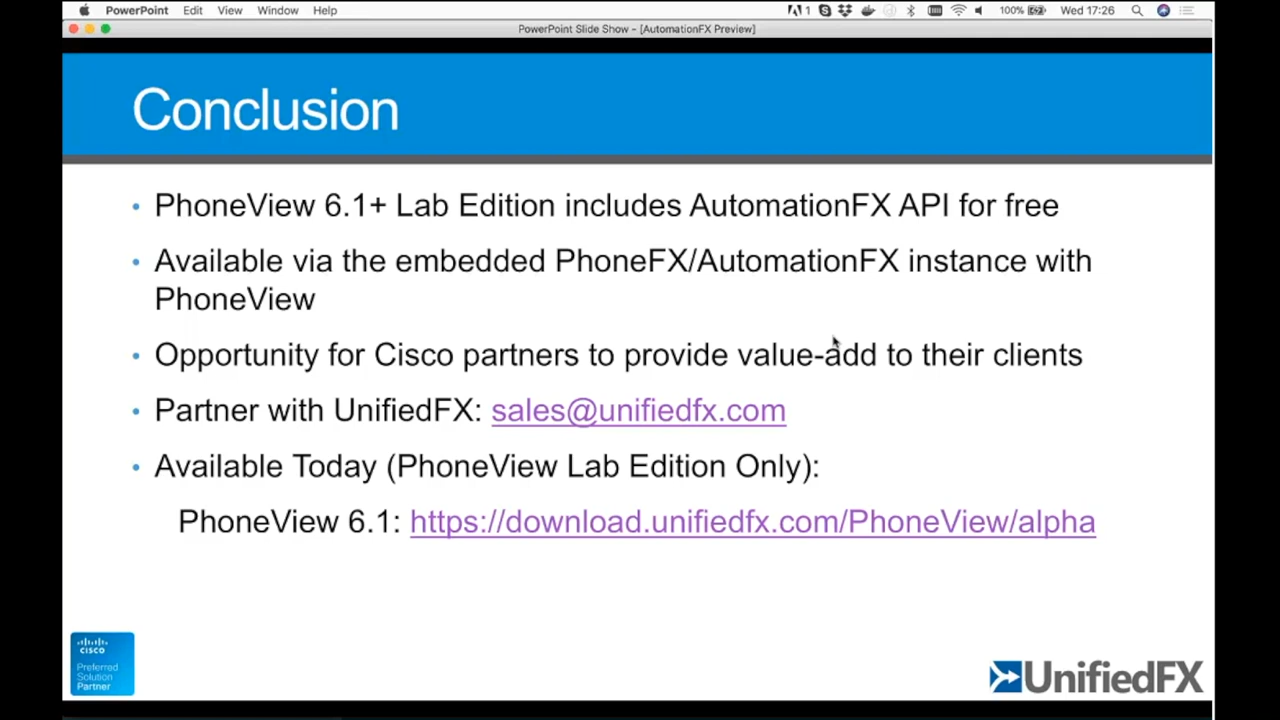 PowerPoint Edit View Window Help 1 100% Wed 17:26
PowerPoint Slide Show - [AutomationFX Preview]
Conclusion
• PhoneView 6.1+ Lab Edition includes AutomationFX API for free
• Available via the embedded PhoneFX/AutomationFX instance with
PhoneView
• Opportunity for Cisco partners to provide value-add to their clients
• Partner with UnifiedFX: sales@unifiedfx.com
• Available Today (PhoneView Lab Edition Only):
PhoneView 6.1: https://download.unifiedfx.com/PhoneView/alpha
CISCO
Preferred
Solution
Partner
UnifiedFX